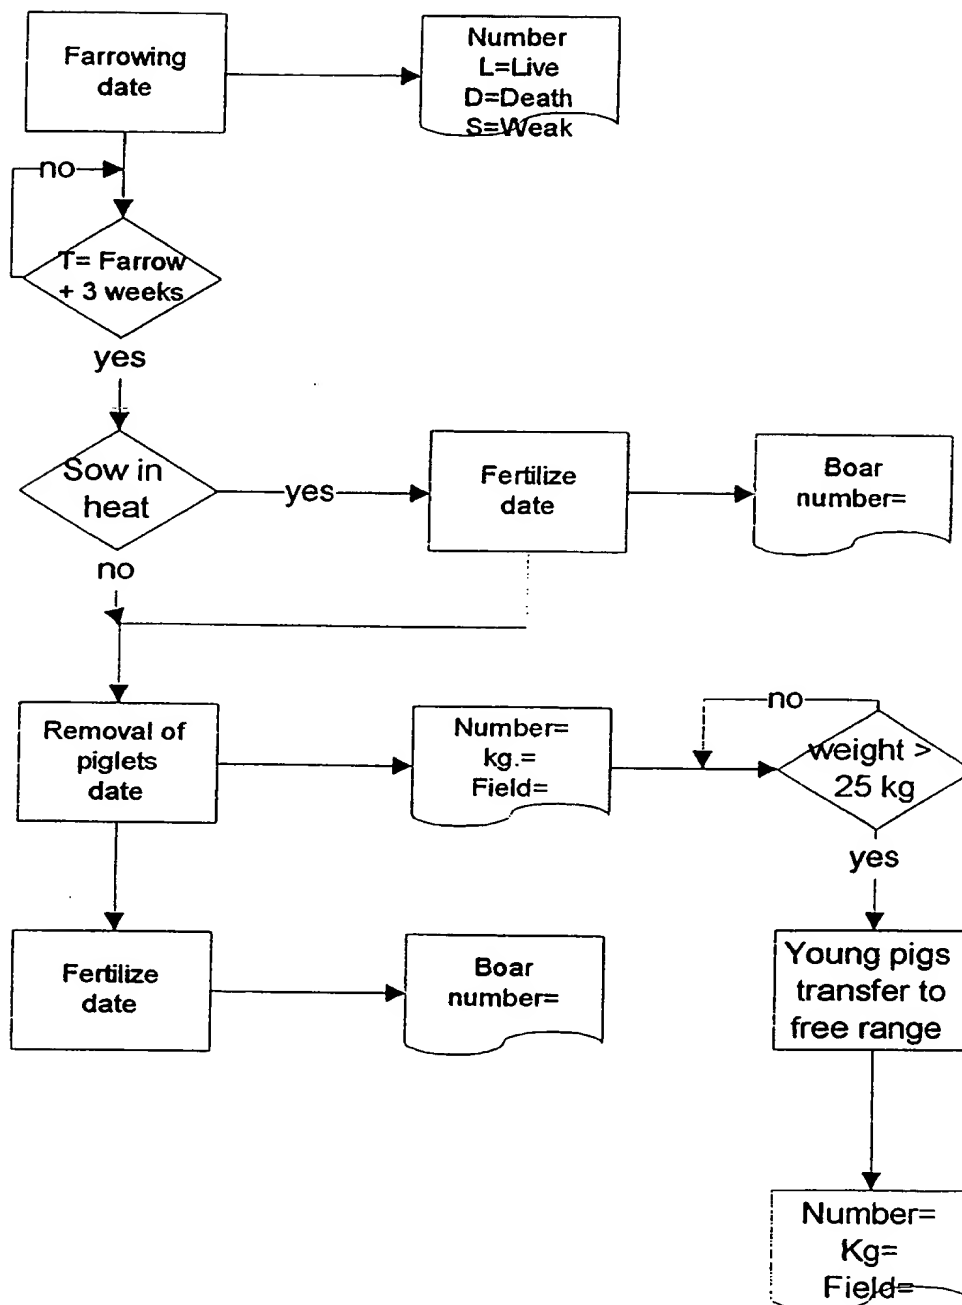 Farrowing
date
Number
L=Live
D=Death
S=Weak
no
T= Farrow
+ 3 weeks
yes
Sow in
heat
yes
Fertilize
date
Boar
number=
no
Removal of
piglets
date
Number=
kg.=
Field=
no
weight >
25 kg
yes
Fertilize
date
Boar
number=
Young pigs
transfer to
free range
Number=
Kg=
Field=